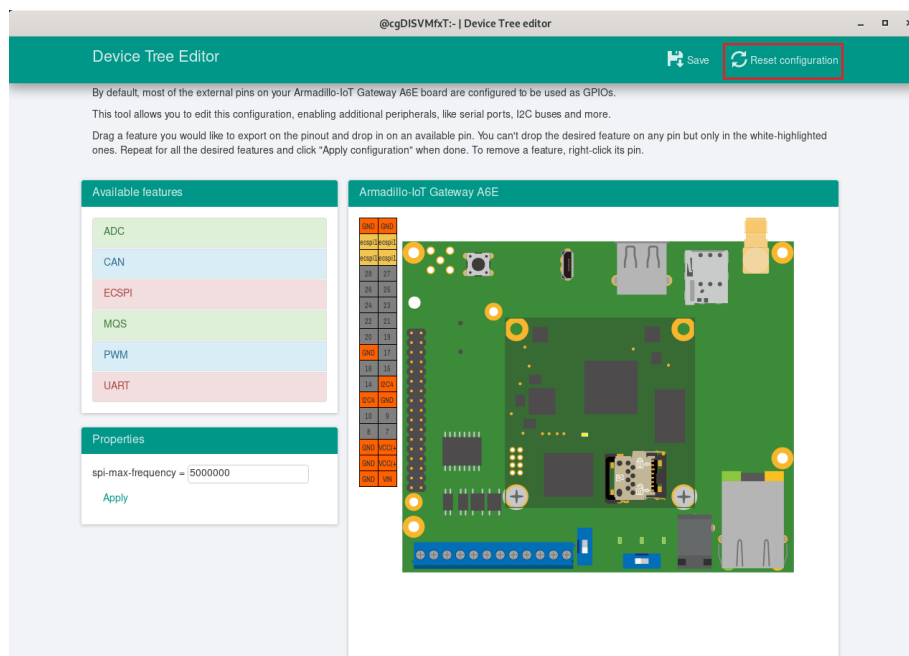 @cgDISVMfxT:~ | Device Tree editor
Device Tree Editor
Save
Reset configuration
By default, most of the external pins on your Armadillo-IoT Gateway A6E board are configured to be used as GPIOs.
This tool allows you to edit this configuration, enabling additional peripherals, like serial ports, I2C buses and more.
Drag a feature you would like to export on the pinout and drop in on an available pin. You can't drop the desired feature on any pin but only in the white-highlighted
ones. Repeat for all the desired features and click "Apply configuration" when done. To remove a feature, right-click its pin.
Available features
ADC
CAN
ECSPI
MQS
PWM
UART
Properties
spi-max-frequency = 5000000
Apply
Armadillo-IoT Gateway A6E
GND GND
ecspi1 ecspi1
ecspi1 ecspi1
28 27
26 25
24 23
22 21
20 19
GND 17
16 15
14 I2C4
I2C4 GND
10 9
8 7
GND VCC(+
GND VCC(+
GND VIN